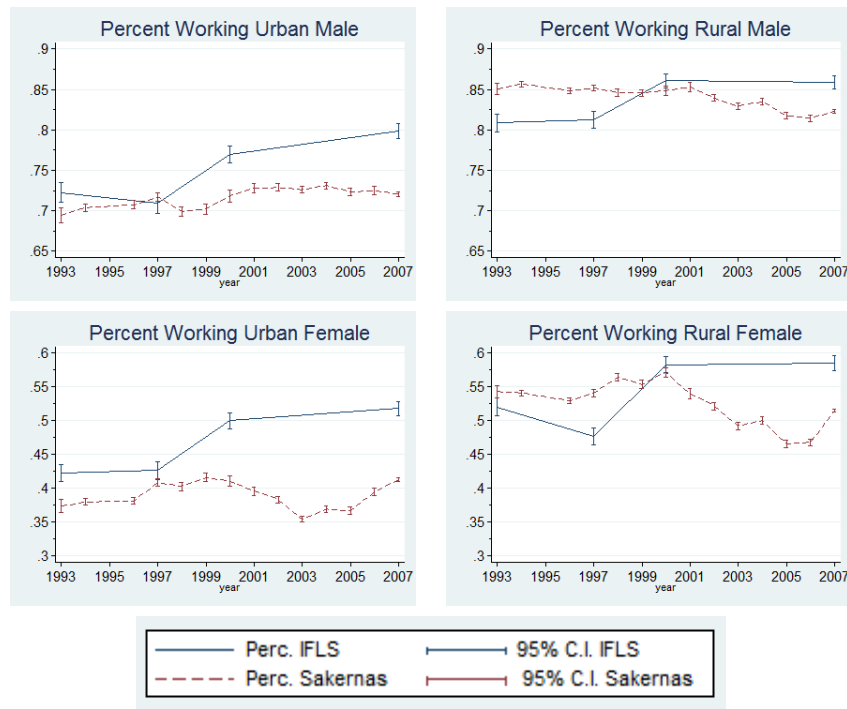 Percent Working Urban Male
.9
.85
.8
.75
.7
.65
1993 1995 1997 1999 2001 2003 2005 2007
year
Percent Working Rural Male
.9
.85
.8
.75
.7
.65
1993 1995 1997 1999 2001 2003 2005 2007
year
Percent Working Urban Female
.6
.55
.5
.45
.4
.35
.3
1993 1995 1997 1999 2001 2003 2005 2007
year
Percent Working Rural Female
.6
.55
.5
.45
.4
.35
.3
1993 1995 1997 1999 2001 2003 2005 2007
year
Perc. IFLS 95% C.I. IFLS
Perc. Sakernas 95% C.I. Sakernas